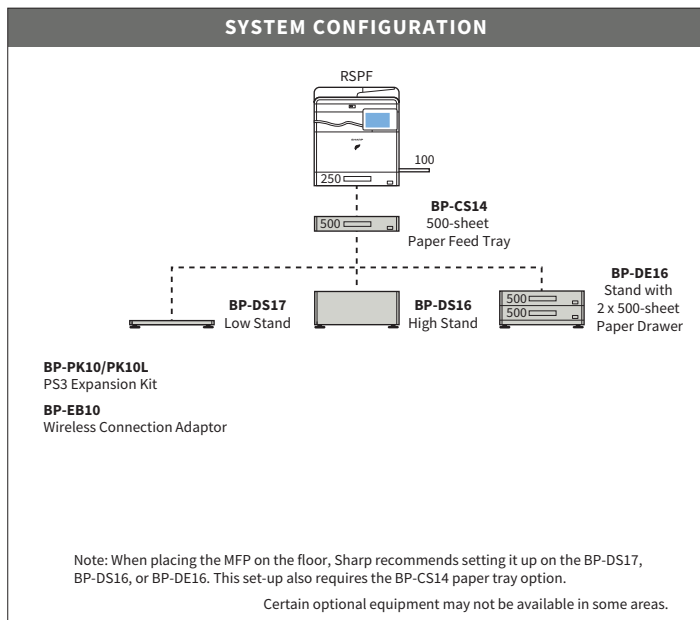 SYSTEM CONFIGURATION
RSPF
100
250
BP-CS14
500-sheet
Paper Feed Tray
500
BP-DS17
Low Stand
BP-DS16
High Stand
500
500
BP-DE16
Stand with
2 x 500-sheet
Paper Drawer
BP-PK10/PK10L
PS3 Expansion Kit
BP-EB10
Wireless Connection Adaptor
Note: When placing the MFP on the floor, Sharp recommends setting it up on the BP-DS17,
BP-DS16, or BP-DE16. This set-up also requires the BP-CS14 paper tray option.
Certain optional equipment may not be available in some areas.